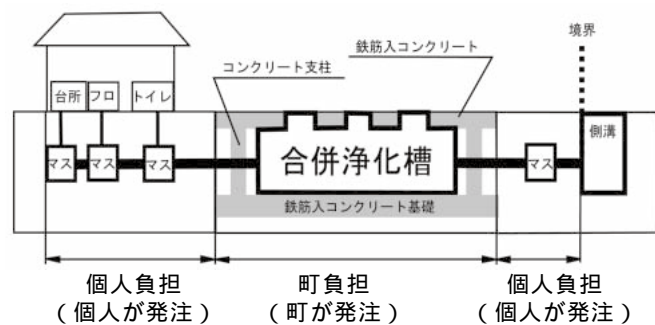 境界
鉄筋入コンクリート
コンクリート支柱
台所
フロ
トイレ
側溝
マス
マス
マス
合併浄化槽
マス
鉄筋入コンクリート基礎
個人負担
（個人が発注）
町負担
（町が発注）
個人負担
（個人が発注）